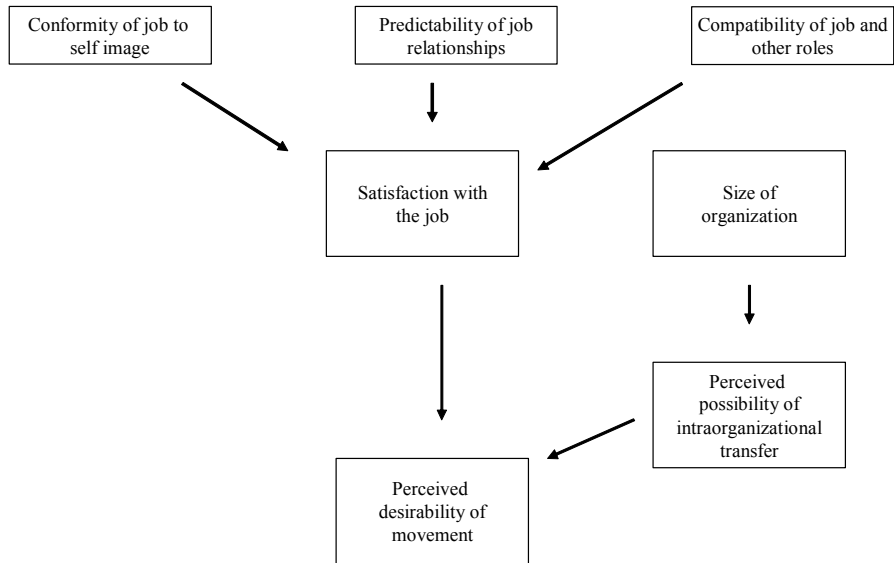 Conformity of job to
self image
Predictability of job
relationships
Compatibility of job and
other roles
Satisfaction with
the job
Size of
organization
Perceived
possibility of
intraorganizational
transfer
Perceived
desirability of
movement